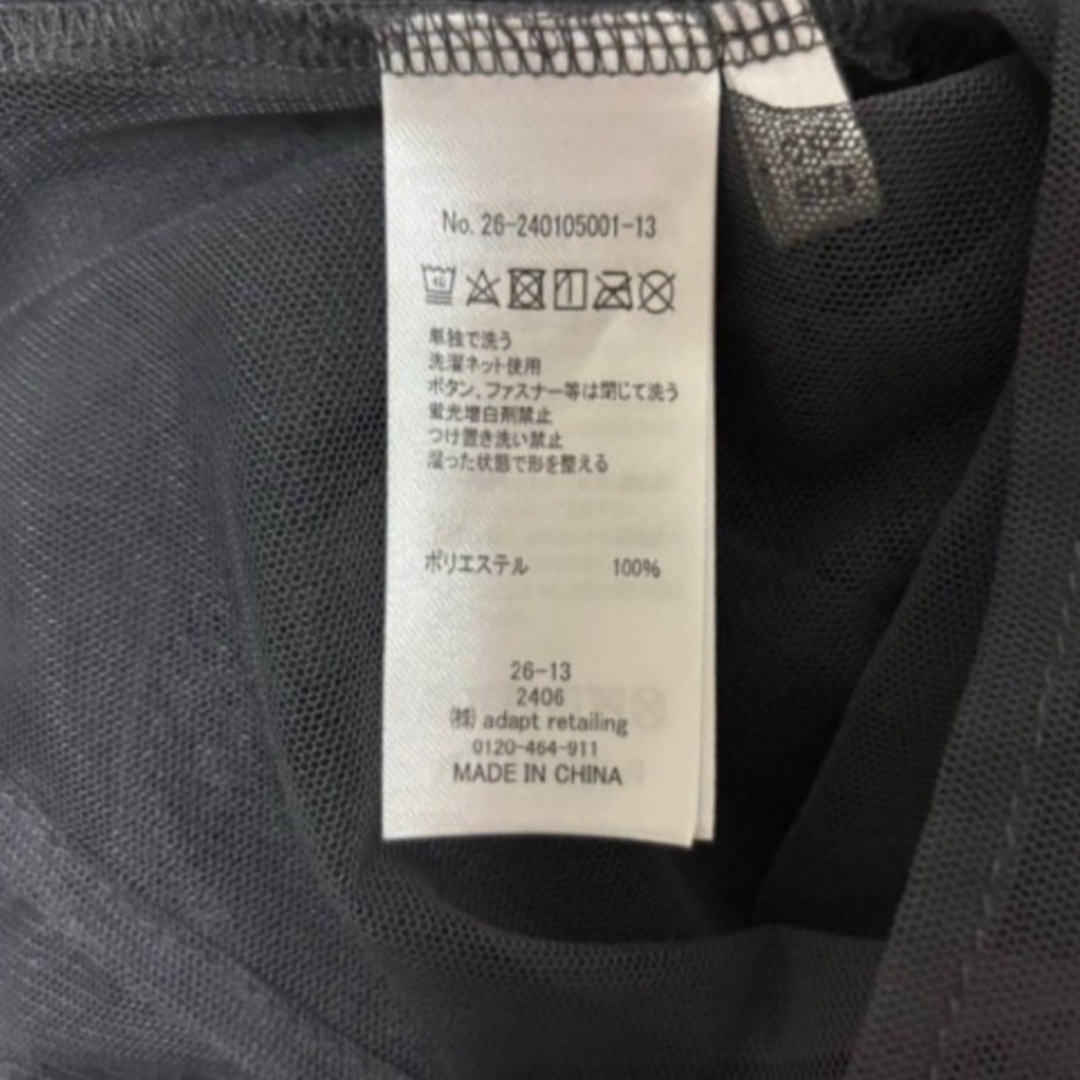 No. 26-240105001-13
単独で洗う
洗濯ネット使用
ボタン、ファスナー等は閉じて洗う
蛍光増白剤禁止
つけ置き洗い禁止
湿った状態で形を整える
ポリエステル 100%
26-13
2406
㈱ adapt retailing
0120-464-911
MADE IN CHINA